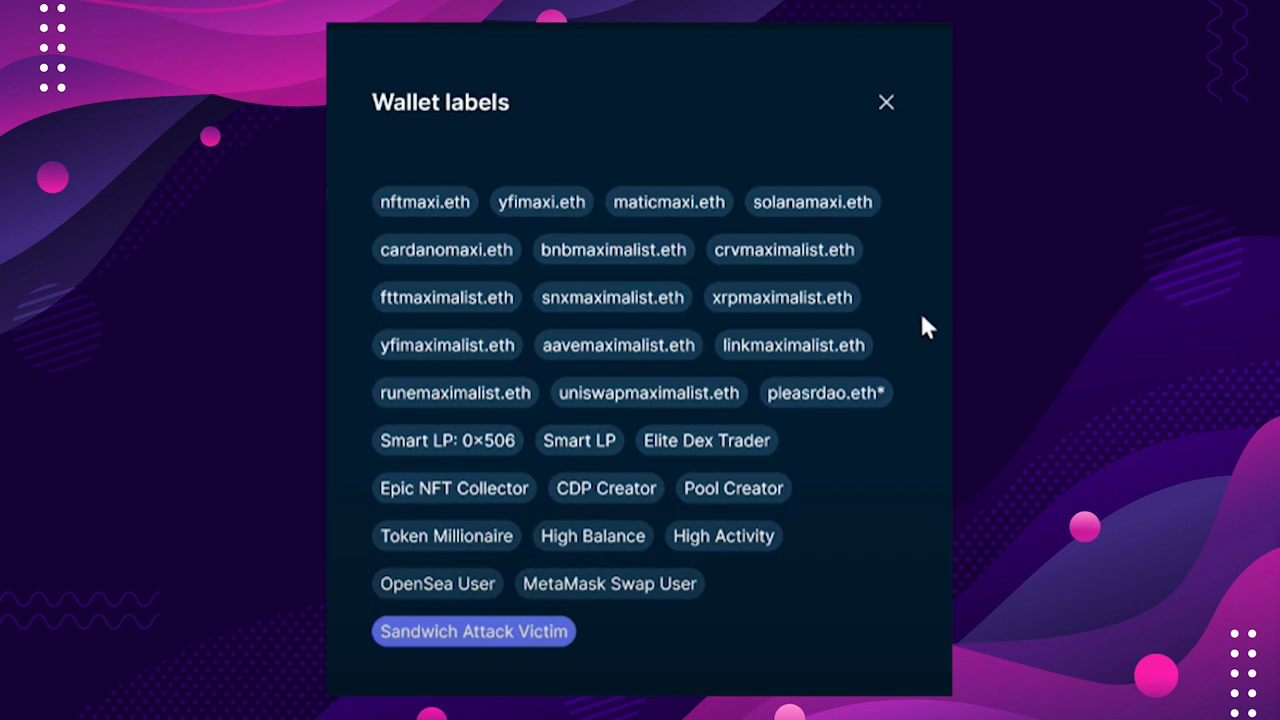 Wallet labels
nftmaxi.eth yfimaxi.eth maticmaxi.eth solanamaxi.eth
cardanomaxi.eth bnbmaximalist.eth crvmaximalist.eth
fttmaximalist.eth snxmaximalist.eth xrpmaximalist.eth
yfimaximalist.eth aavemaximalist.eth linkmaximalist.eth
runemaximalist.eth uniswapmaximalist.eth pleasrdao.eth*
Smart LP: 0×506 Smart LP Elite Dex Trader
Epic NFT Collector CDP Creator Pool Creator
Token Millionaire High Balance High Activity
OpenSea User MetaMask Swap User
Sandwich Attack Victim